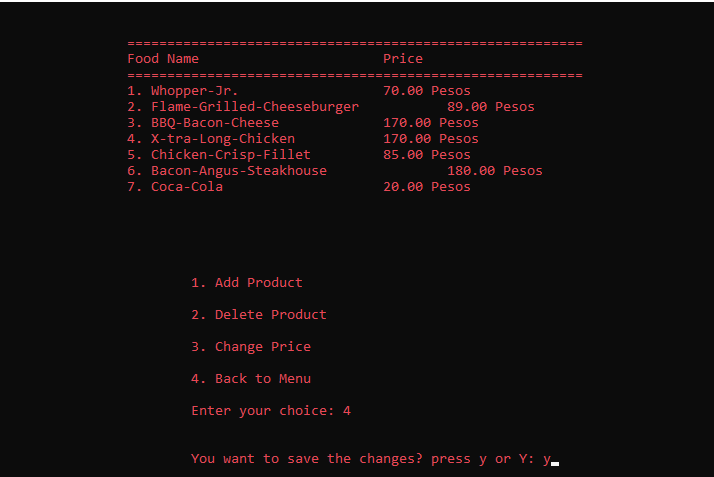 =========================================================
Food Name Price
=========================================================
1. Whopper-Jr. 70.00 Pesos
2. Flame-Grilled-Cheeseburger 89.00 Pesos
3. BBQ-Bacon-Cheese 170.00 Pesos
4. X-tra-Long-Chicken 170.00 Pesos
5. Chicken-Crisp-Fillet 85.00 Pesos
6. Bacon-Angus-Steakhouse 180.00 Pesos
7. Coca-Cola 20.00 Pesos
1. Add Product
2. Delete Product
3. Change Price
4. Back to Menu
Enter your choice: 4
You want to save the changes? press y or Y: y